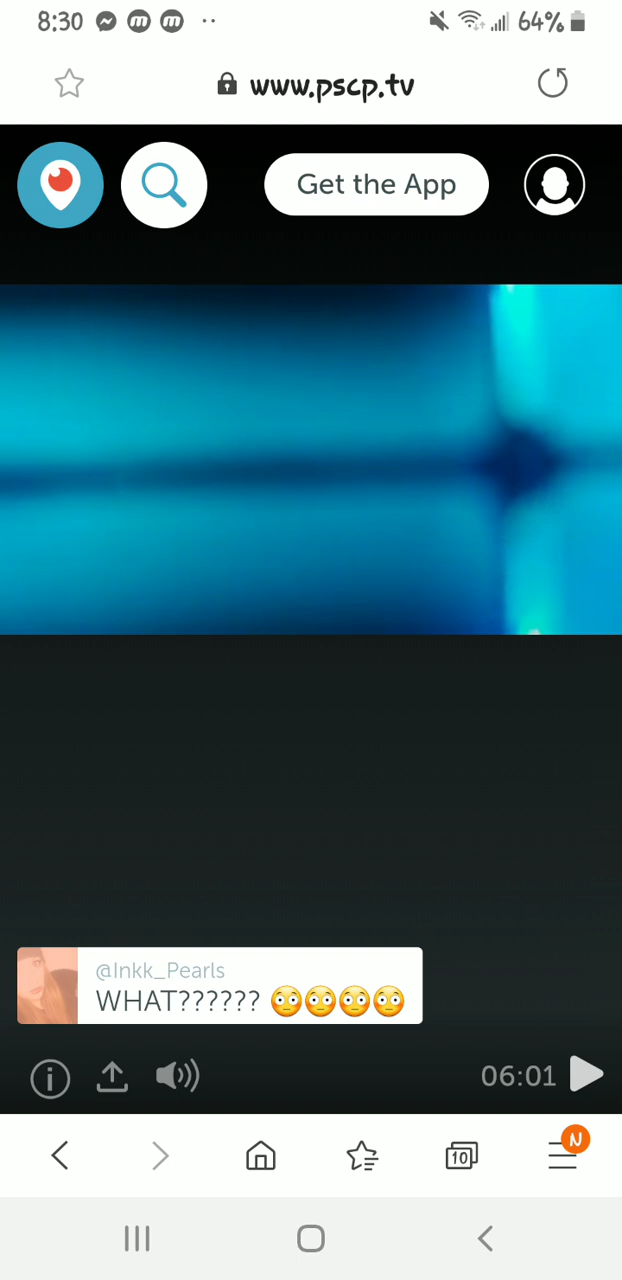 8:30 64%
www.pscp.tv
Get the App
@Inkk_Pearls
WHAT?????? 😳😳😳😳
06:01
10
N